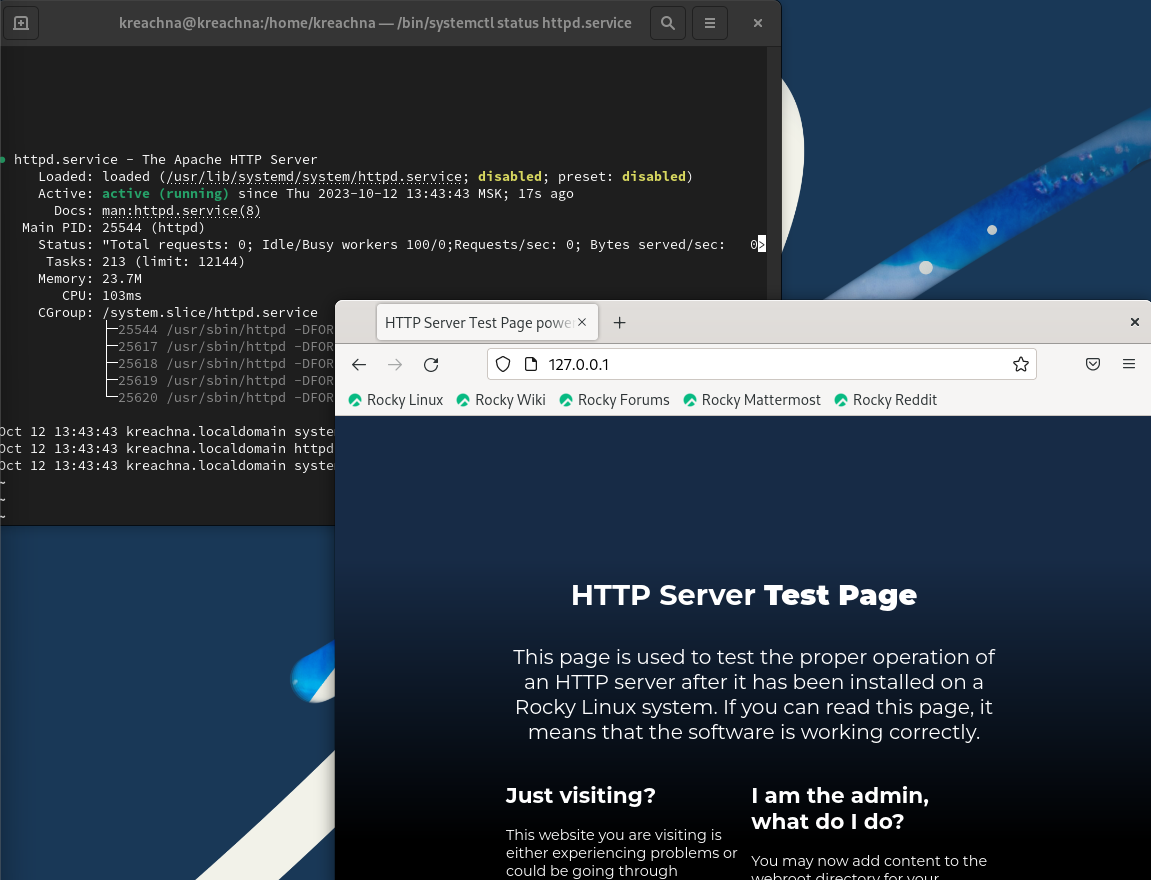 kreachna@kreachna:/home/kreachna — /bin/systemctl status httpd.service
httpd.service - The Apache HTTP Server
Loaded: loaded (/usr/lib/systemd/system/httpd.service; disabled; preset: disabled)
Active: active (running) since Thu 2023-10-12 13:43:43 MSK; 17s ago
Docs: man:httpd.service(8)
Main PID: 25544 (httpd)
Status: "Total requests: 0; Idle/Busy workers 100/0;Requests/sec: 0; Bytes served/sec:   0>
Tasks: 213 (limit: 12144)
Memory: 23.7M
CPU: 103ms
CGroup: /system.slice/httpd.service
├─25544 /usr/sbin/httpd -DFOR
├─25617 /usr/sbin/httpd -DFOR
├─25618 /usr/sbin/httpd -DFOR
├─25619 /usr/sbin/httpd -DFOR
└─25620 /usr/sbin/httpd -DFOR
Oct 12 13:43:43 kreachna.localdomain syste
Oct 12 13:43:43 kreachna.localdomain httpd
Oct 12 13:43:43 kreachna.localdomain syste
~
~
~
HTTP Server Test Page powe
127.0.0.1
Rocky Linux Rocky Wiki Rocky Forums Rocky Mattermost Rocky Reddit
HTTP Server Test Page
This page is used to test the proper operation of
an HTTP server after it has been installed on a
Rocky Linux system. If you can read this page, it
means that the software is working correctly.
Just visiting?
This website you are visiting is
either experiencing problems or
could be going through
I am the admin,
what do I do?
You may now add content to the
webroot directory for your